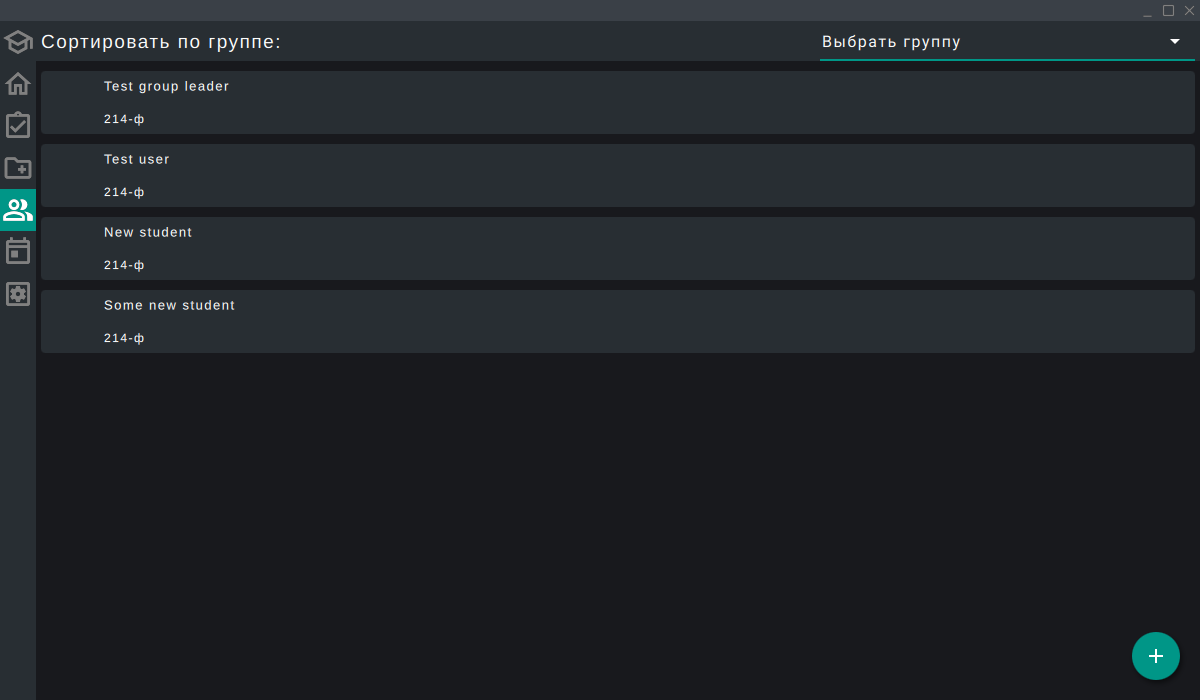 Сортировать по группе:
Выбрать группу
Test group leader
214-ф
Test user
214-ф
New student
214-ф
Some new student
214-ф